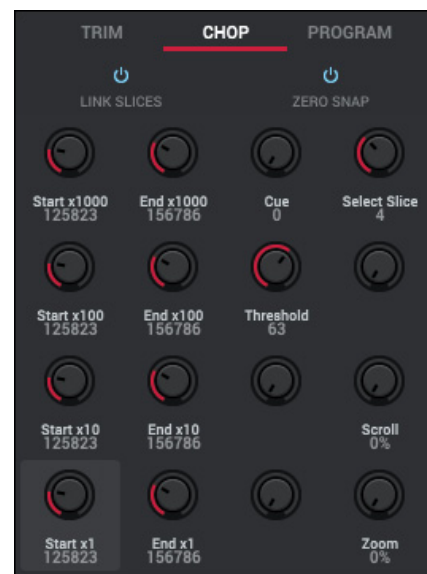 TRIM CHOP PROGRAM
LINK SLICES ZERO SNAP
Start x1000 End x1000 Cue Select Slice
125823 156786 0 4
Start x100 End x100 Threshold
125823 156786 63
Start x10 End x10 Scroll
125823 156786 0%
Start x1 End x1 Zoom
125823 156786 0%